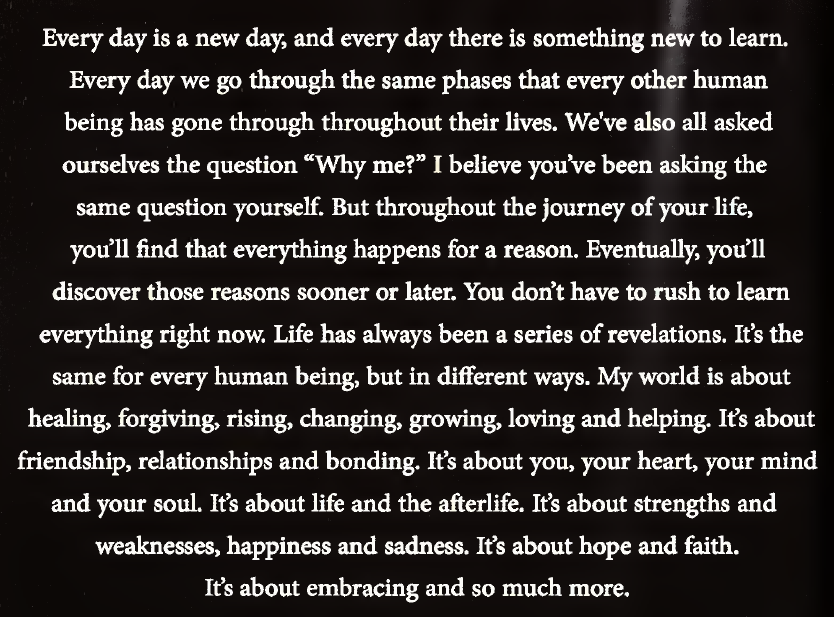 Every day is a new day, and every day there is something new to learn.
Every day we go through the same phases that every other human
being has gone through throughout their lives. We've also all asked
ourselves the question “Why me?” I believe you’ve been asking the
same question yourself. But throughout the journey of your life,
you’ll find that everything happens for a reason. Eventually, you’ll
discover those reasons sooner or later. You don’t have to rush to learn
everything right now. Life has always been a series of revelations. It’s the
same for every human being, but in different ways. My world is about
healing, forgiving, rising, changing, growing, loving and helping. It’s about
friendship, relationships and bonding. It’s about you, your heart, your mind
and your soul. It’s about life and the afterlife. It’s about strengths and
weaknesses, happiness and sadness. It’s about hope and faith.
It’s about embracing and so much more.